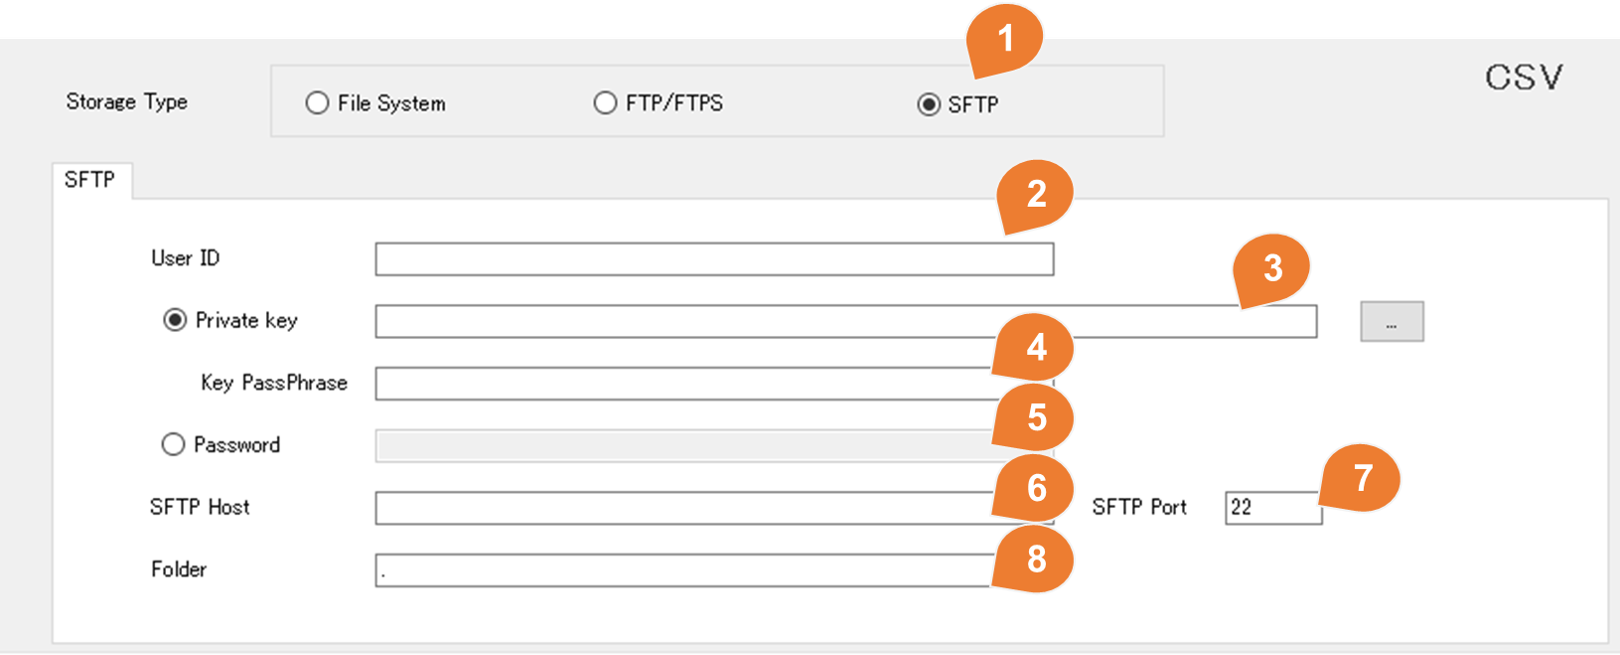 1
CSV
Storage Type File System FTP/FTPS SFTP
SFTP
2
User ID
3
Private key ...
4
Key PassPhrase
5
Password
6
7
SFTP Host SFTP Port 22
8
Folder .